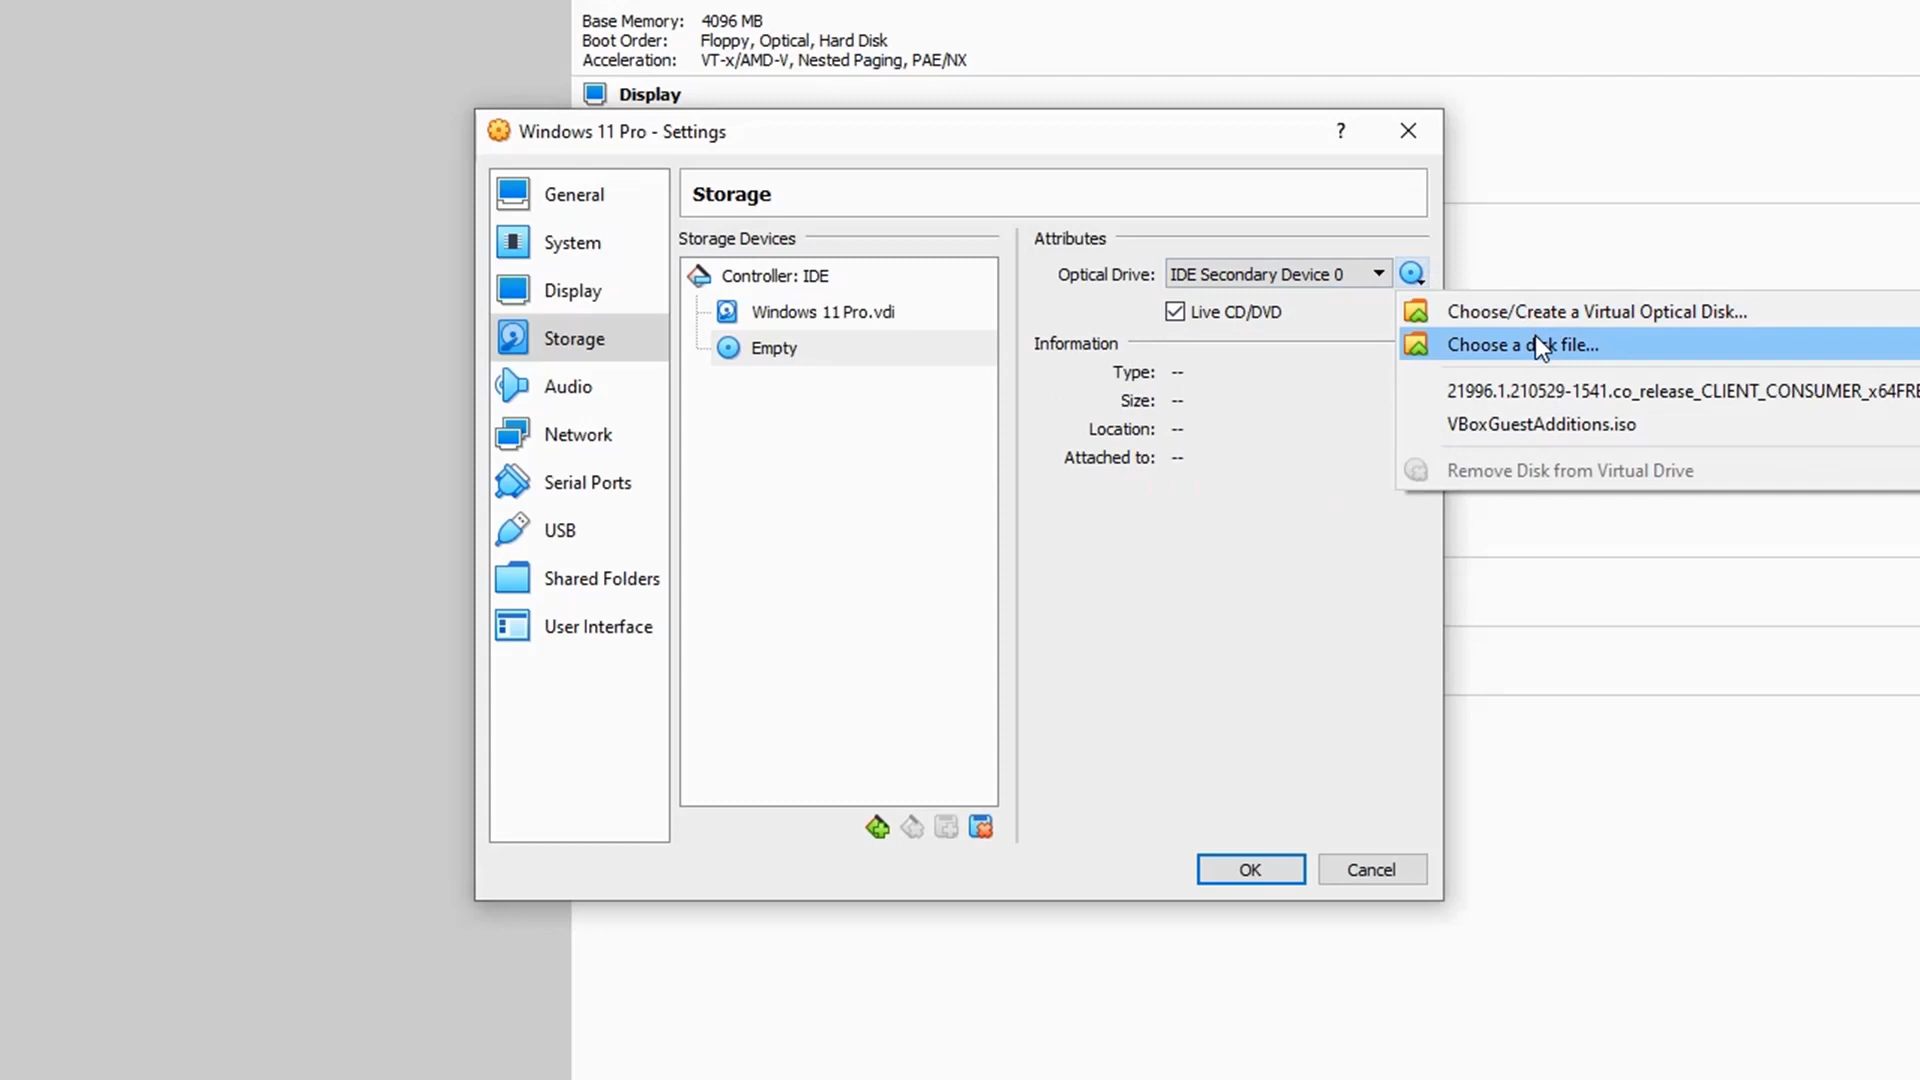 Base Memory: 4096 MB
Boot Order: Floppy, Optical, Hard Disk
Acceleration: VT-x/AMD-V, Nested Paging, PAE/NX
Display
Windows 11 Pro - Settings
?
General
System
Display
Storage
Audio
Network
Serial Ports
USB
Shared Folders
User Interface
Storage
Storage Devices
Controller: IDE
Windows 11 Pro.vdi
Empty
Attributes
Optical Drive: IDE Secondary Device 0
Live CD/DVD
Information
Type: --
Size: --
Location: --
Attached to: --
Choose/Create a Virtual Optical Disk...
Choose a disk file...
21996.1.210529-1541.co_release_CLIENT_CONSUMER_x64FRE
VBoxGuestAdditions.iso
Remove Disk from Virtual Drive
OK
Cancel